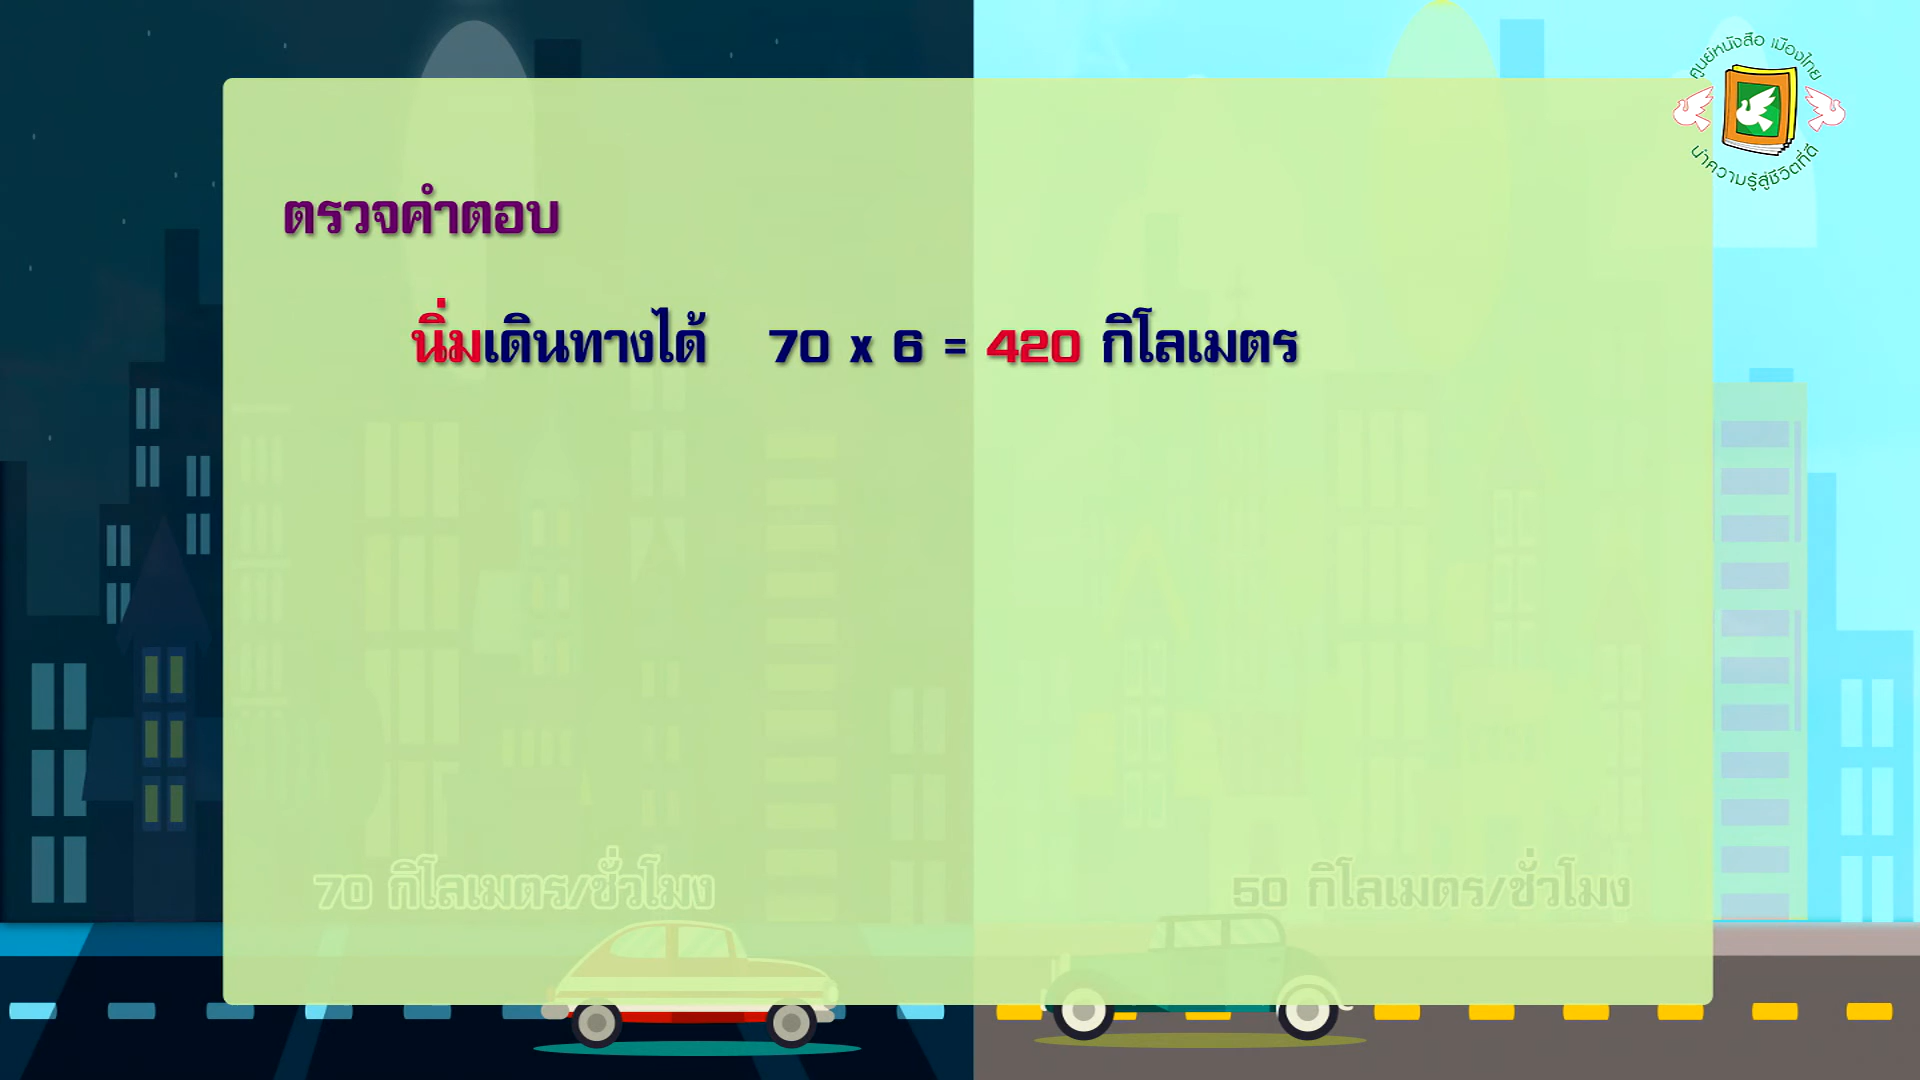 ศูนย์หนังสือ เมืองไทย
นำความรู้สู่ชีวิตที่ดี
ตรวจคำตอบ
นิ่มเดินทางได้ 70 x 6 = 420 กิโลเมตร
70 กิโลเมตร/ชั่วโมง
50 กิโลเมตร/ชั่วโมง